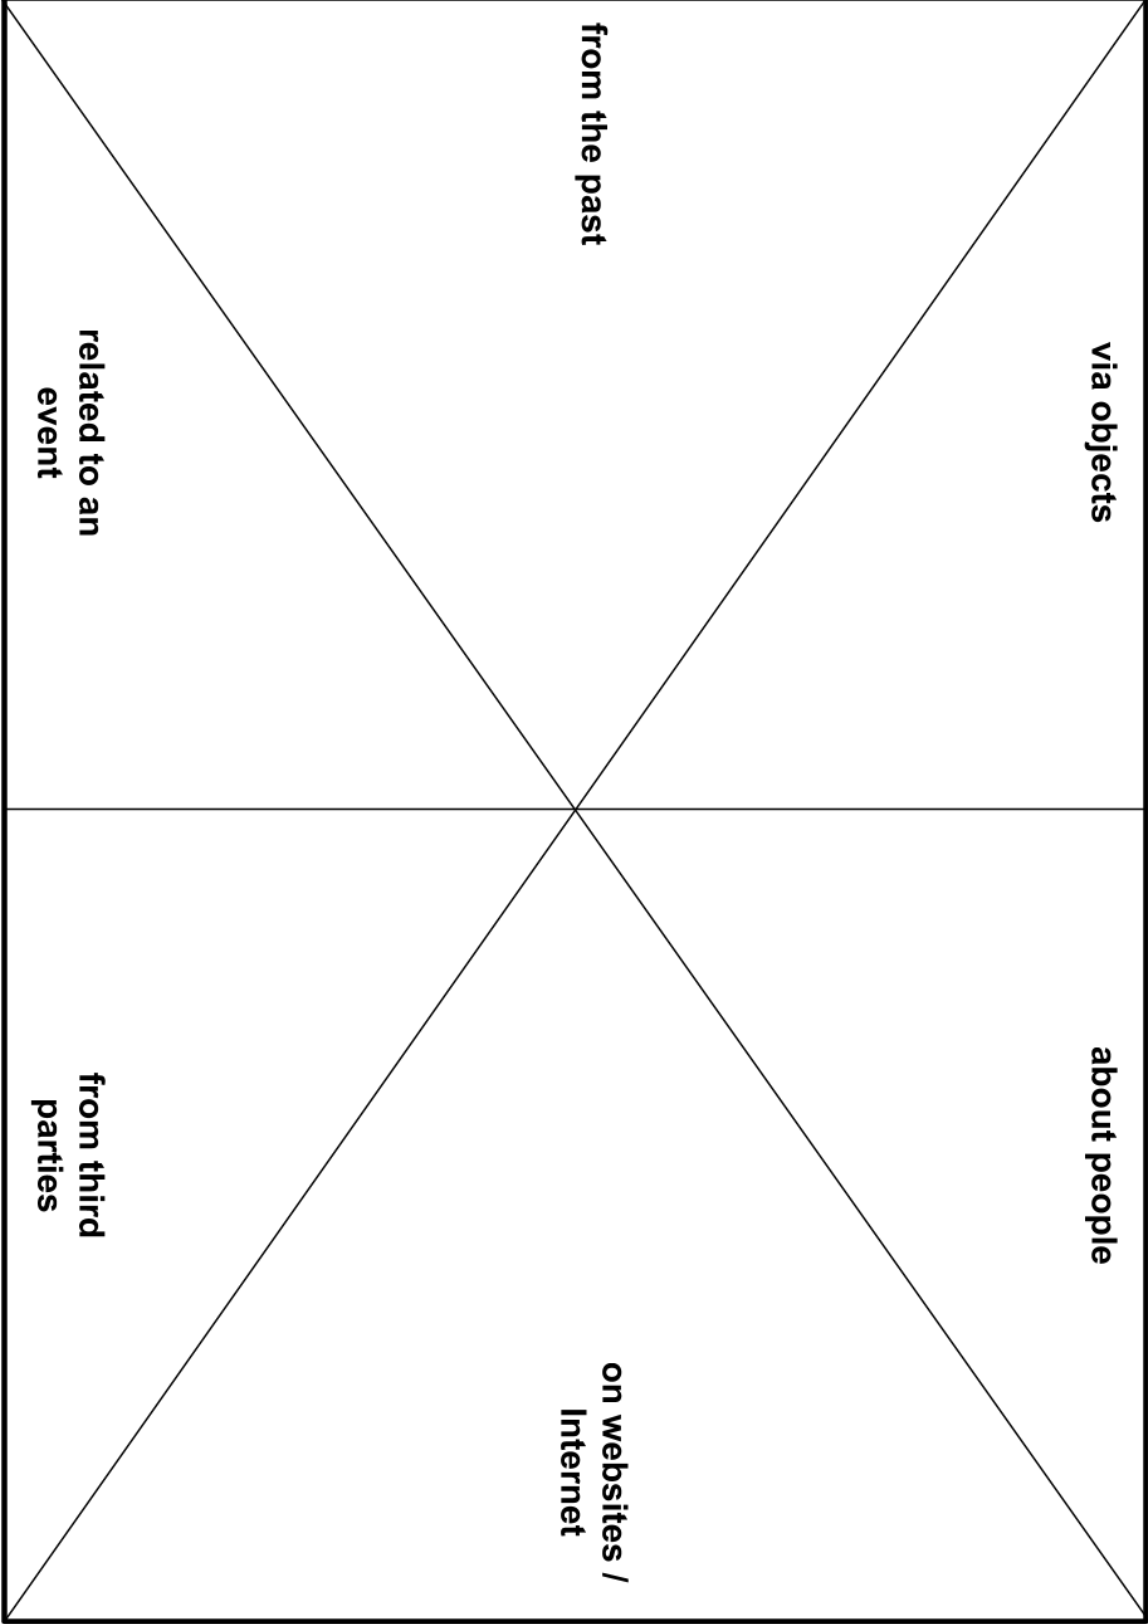 via objects
about people
from the past
on websites /
Internet
related to an
event
from third
parties